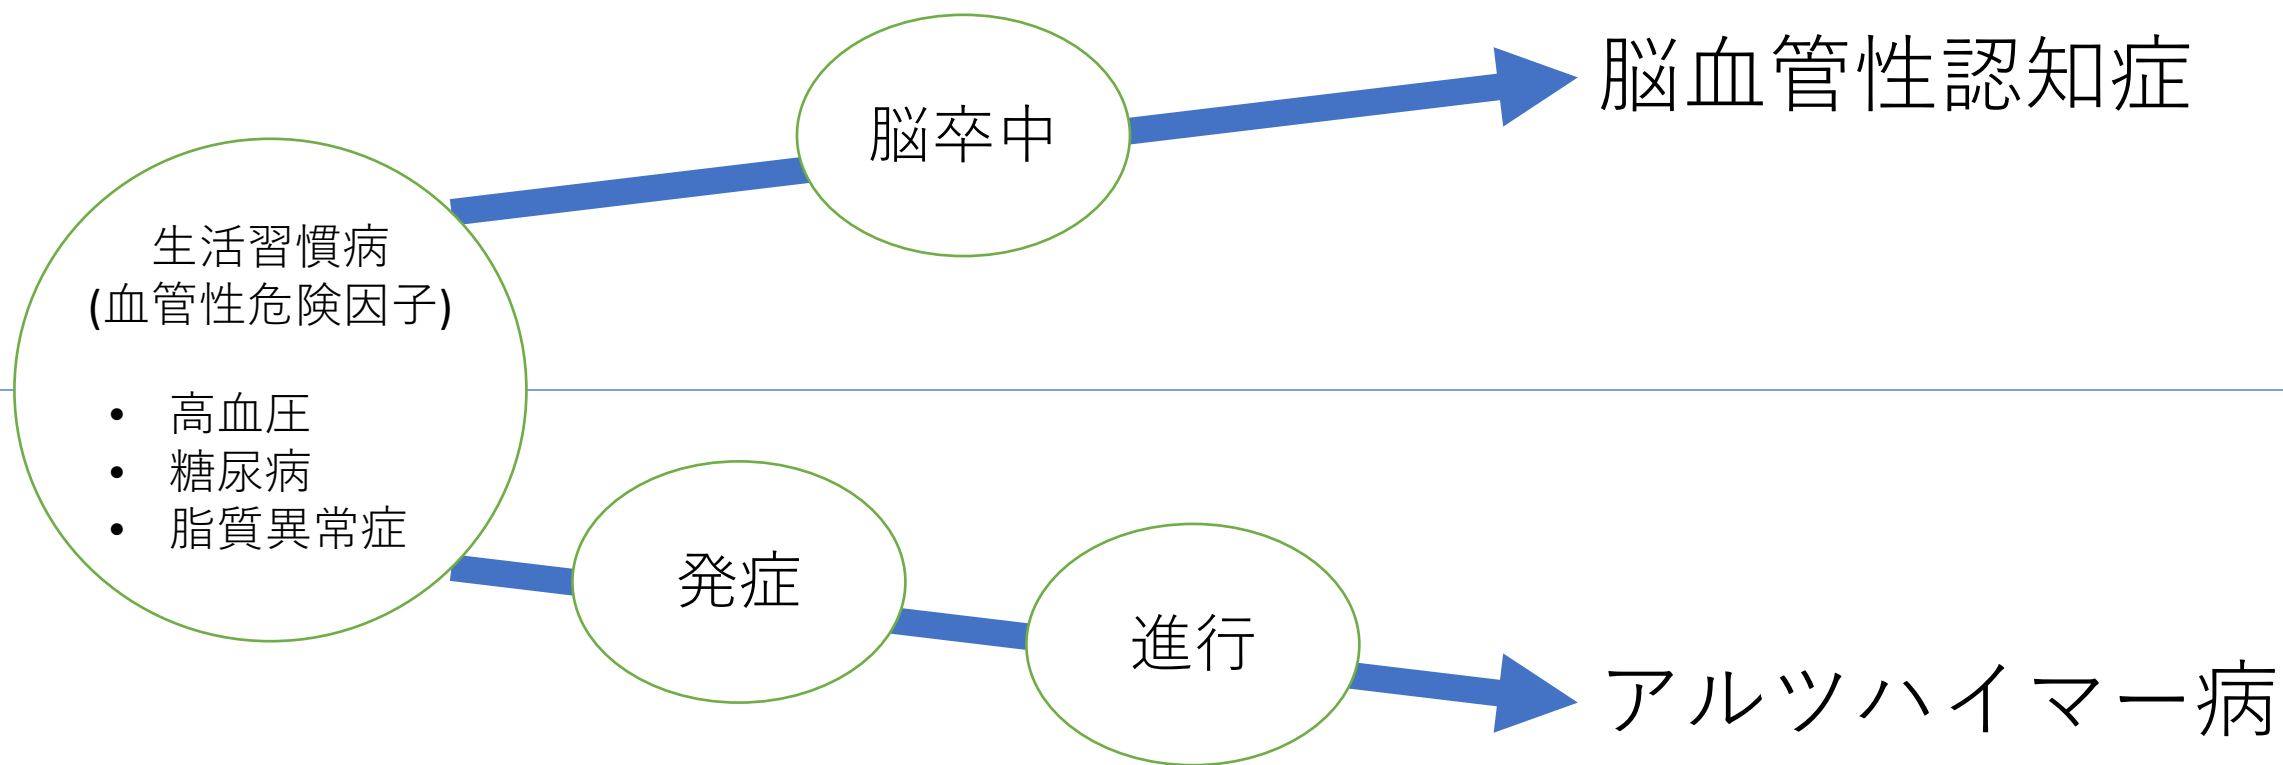 脳血管性認知症
脳卒中
生活習慣病
(血管性危険因子)
• 高血圧
• 糖尿病
• 脂質異常症
発症
進行
アルツハイマー病